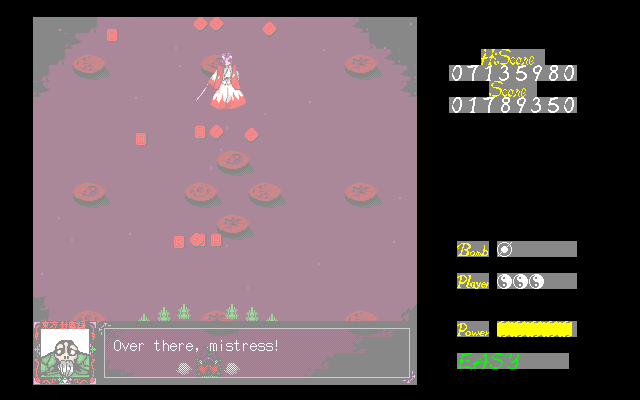 HiScore
07135980
Score
01789350
Bomb
Player
Power
EASY
Over there, mistress!